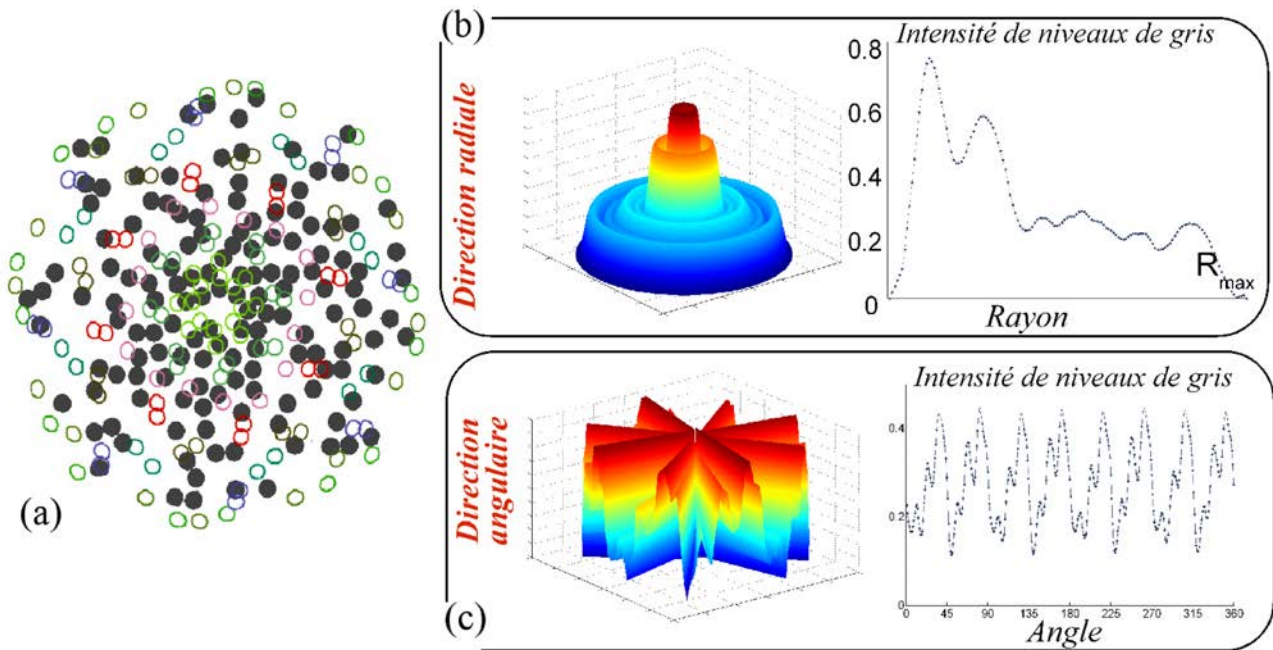 (a)
(b)
Direction radiale
Intensité de niveaux de gris
0.8
0.6
0.4
0.2
0
R max
Rayon
(c)
Direction
angulaire
Intensité de niveaux de gris
0.4
0.2
0
0 45 90 135 180 225 270 315 360
Angle